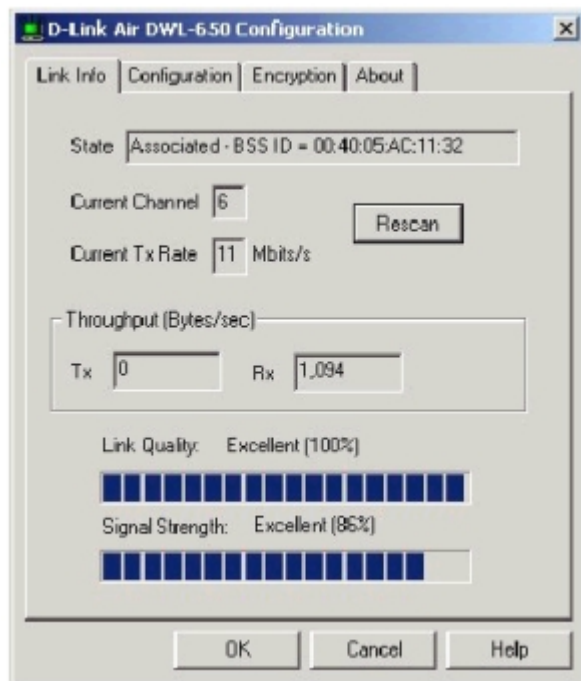 D-Link Air DWL-650 Configuration
Link Info Configuration Encryption About
State Associated - BSS ID = 00:40:05:AC:11:32
Current Channel 6
Rescan
Current Tx Rate 11 Mbits/s
Throughput (Bytes/sec)
Tx 0 Rx 1,094
Link Quality: Excellent (100%)
Signal Strength: Excellent (86%)
OK Cancel Help